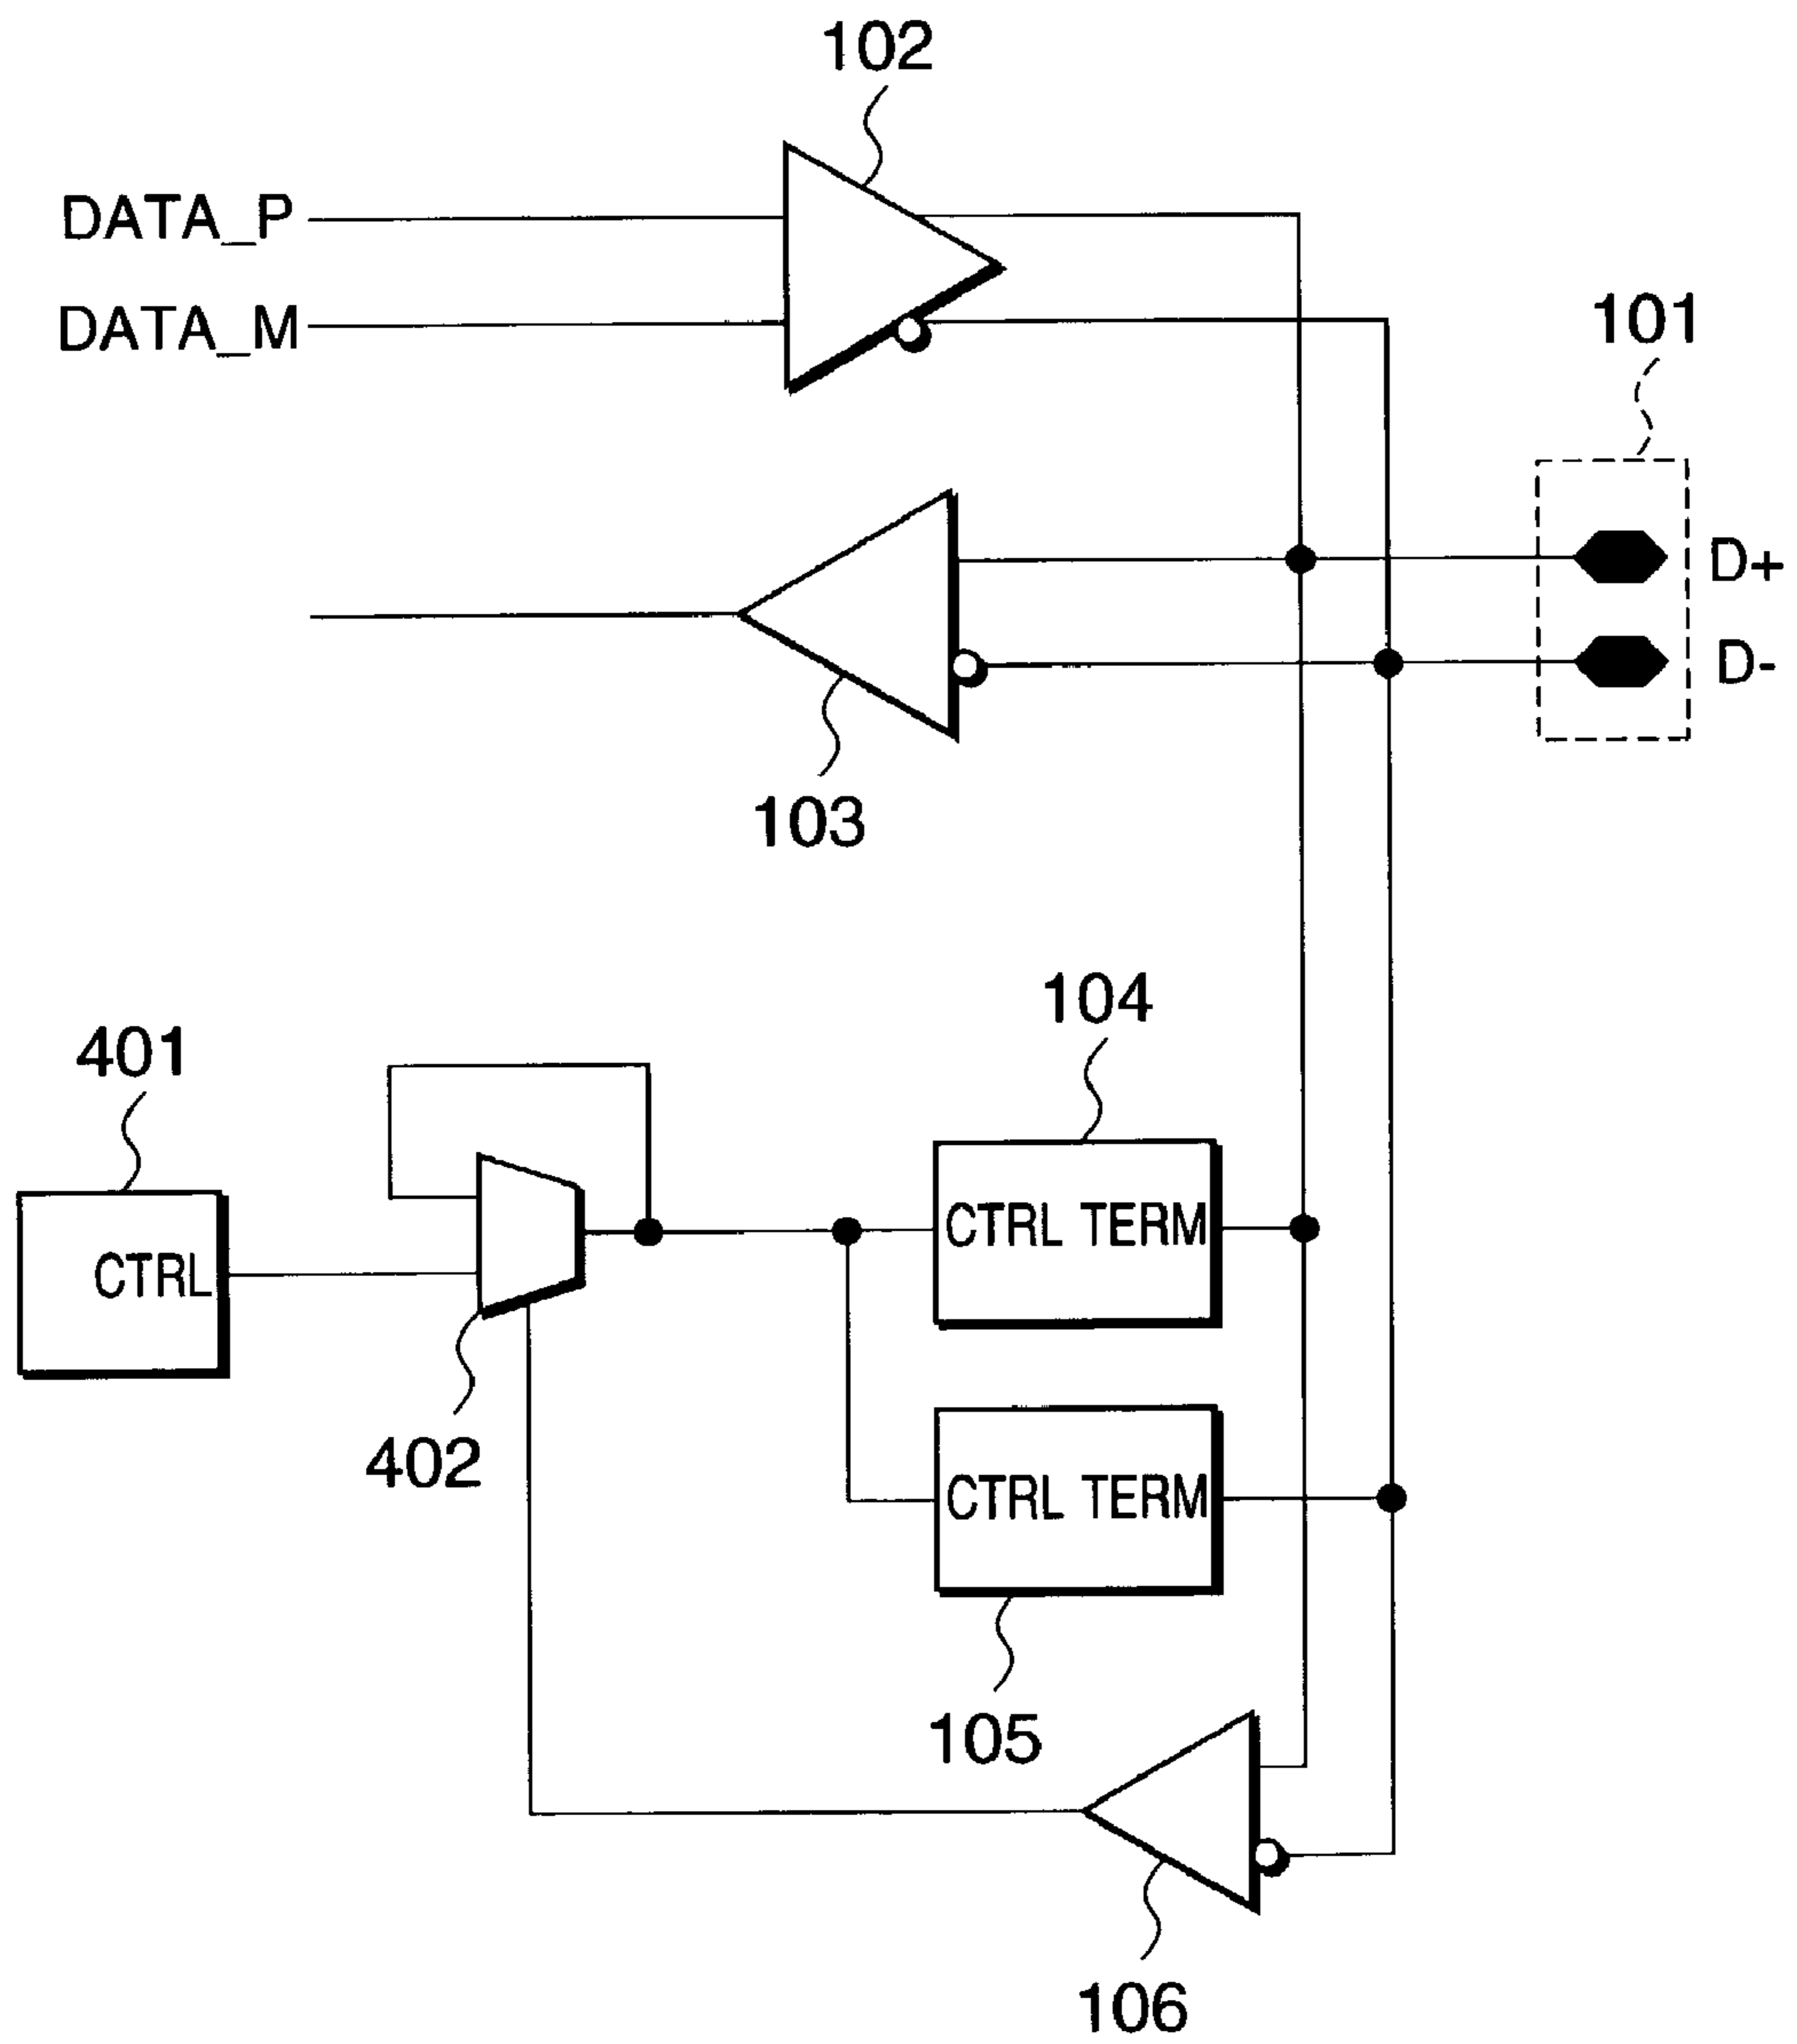 102
DATA_P
DATA_M
101
D+
D-
103
104
401
CTRL TERM
CTRL
402
CTRL TERM
105
106